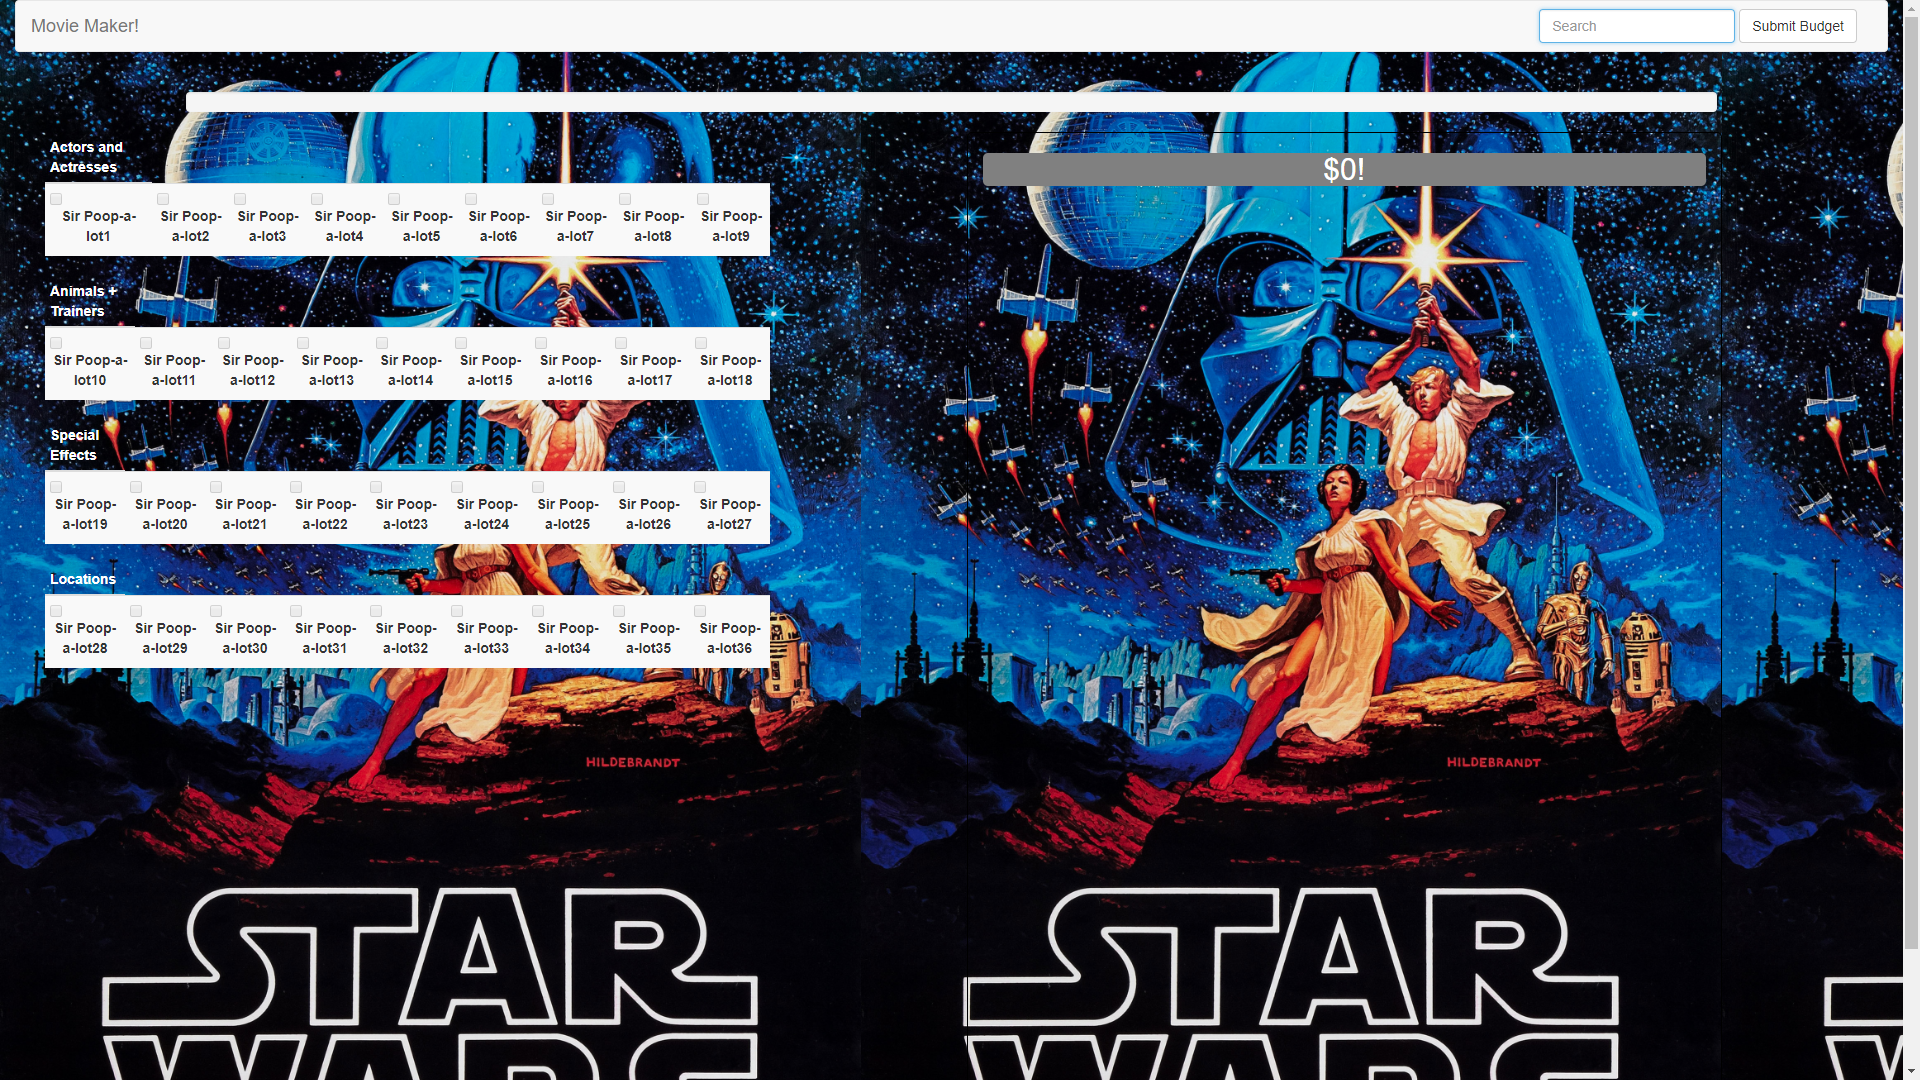 Movie Maker!
Search
Submit Budget
$0!
Actors and
Actresses
Sir Poop-a- Sir Poop- Sir Poop- Sir Poop- Sir Poop- Sir Poop- Sir Poop- Sir Poop- Sir Poop-
lot1 a-lot2 a-lot3 a-lot4 a-lot5 a-lot6 a-lot7 a-lot8 a-lot9
Animals +
Trainers
Sir Poop-a- Sir Poop- Sir Poop- Sir Poop- Sir Poop- Sir Poop- Sir Poop- Sir Poop- Sir Poop-
lot10 a-lot11 a-lot12 a-lot13 a-lot14 a-lot15 a-lot16 a-lot17 a-lot18
Special
Effects
Sir Poop- Sir Poop- Sir Poop- Sir Poop- Sir Poop- Sir Poop- Sir Poop- Sir Poop- Sir Poop-
a-lot19 a-lot20 a-lot21 a-lot22 a-lot23 a-lot24 a-lot25 a-lot26 a-lot27
Locations
Sir Poop- Sir Poop- Sir Poop- Sir Poop- Sir Poop- Sir Poop- Sir Poop- Sir Poop- Sir Poop-
a-lot28 a-lot29 a-lot30 a-lot31 a-lot32 a-lot33 a-lot34 a-lot35 a-lot36
HILDEBRANDT
HILDEBRANDT
STAR
WARS
STAR
WARS